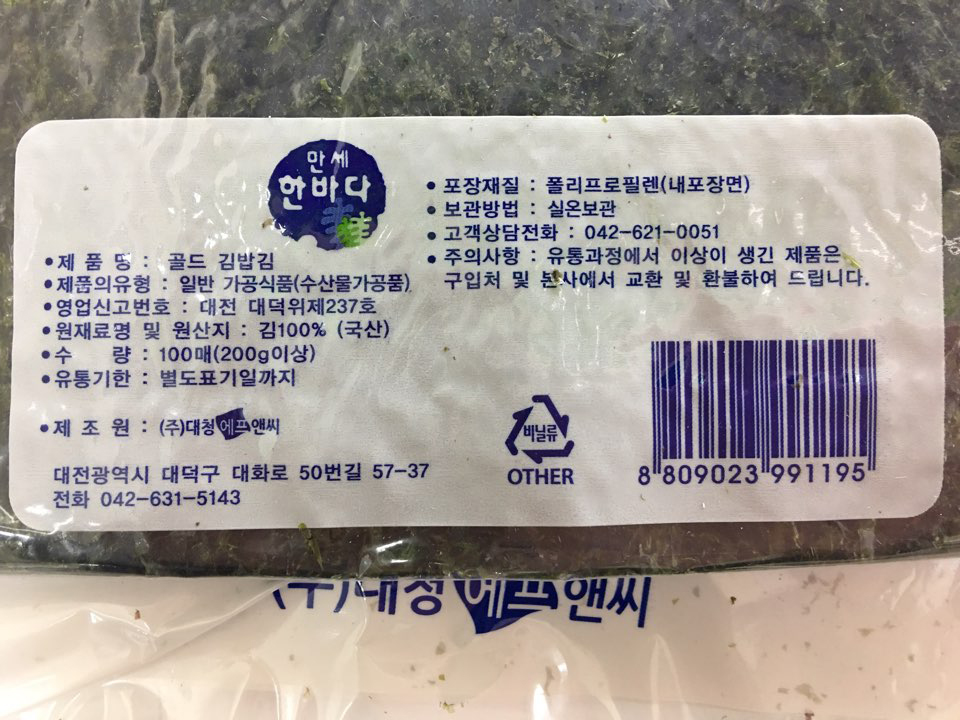 만세
한바다
• 제 품 명 : 골드 김밥김
• 제품의유형 : 일반 가공식품(수산물가공품)
• 영업신고번호 : 대전 대덕위제237호
• 원재료명 및 원산지 : 김100% (국산)
• 수 량 : 100매(200g이상)
• 유통기한 : 별도표기일까지
• 제 조 원 : (주)대청에프앤씨
대전광역시 대덕구 대화로 50번길 57-37
전화 042-631-5143
• 포장재질 : 폴리프로필렌(내포장면)
• 보관방법 : 실온보관
• 고객상담전화 : 042-621-0051
• 주의사항 : 유통과정에서 이상이 생긴 제품은
구입처 및 본사에서 교환 및 환불하여 드립니다.
비닐류
OTHER
8 809023 991195
(주)대청에프앤씨